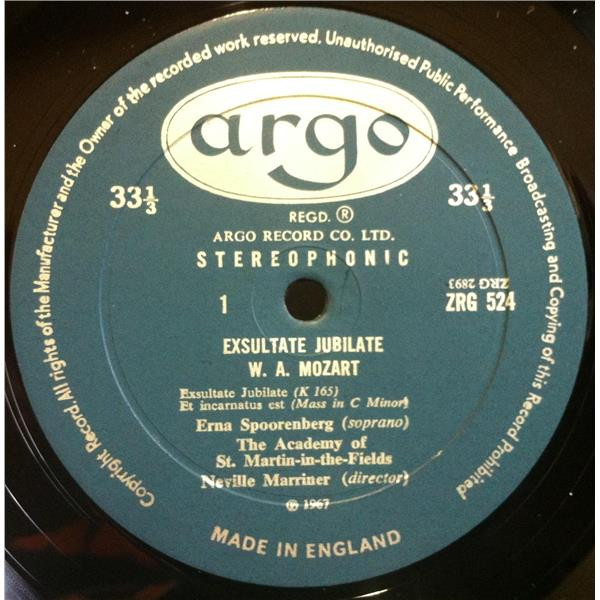 Copyright Record.All rights of the Manufacturer and the Owner of the recorded work reserved. Unauthorised Public Performance Broadcasting and Copying of this Record Prohibited
argo
33⅓
33⅓
REGD. ®
ARGO RECORD CO. LTD.
STEREOPHONIC
1
ZRG 2893
ZRG 524
EXSULTATE JUBILATE
W. A. MOZART
Exsultate Jubilate (K 165)
Et incarnatus est (Mass in C Minor)
Erna Spoorenberg (soprano)
The Academy of
St. Martin-in-the-Fields
Neville Marriner (director)
℗ 1967
MADE IN ENGLAND